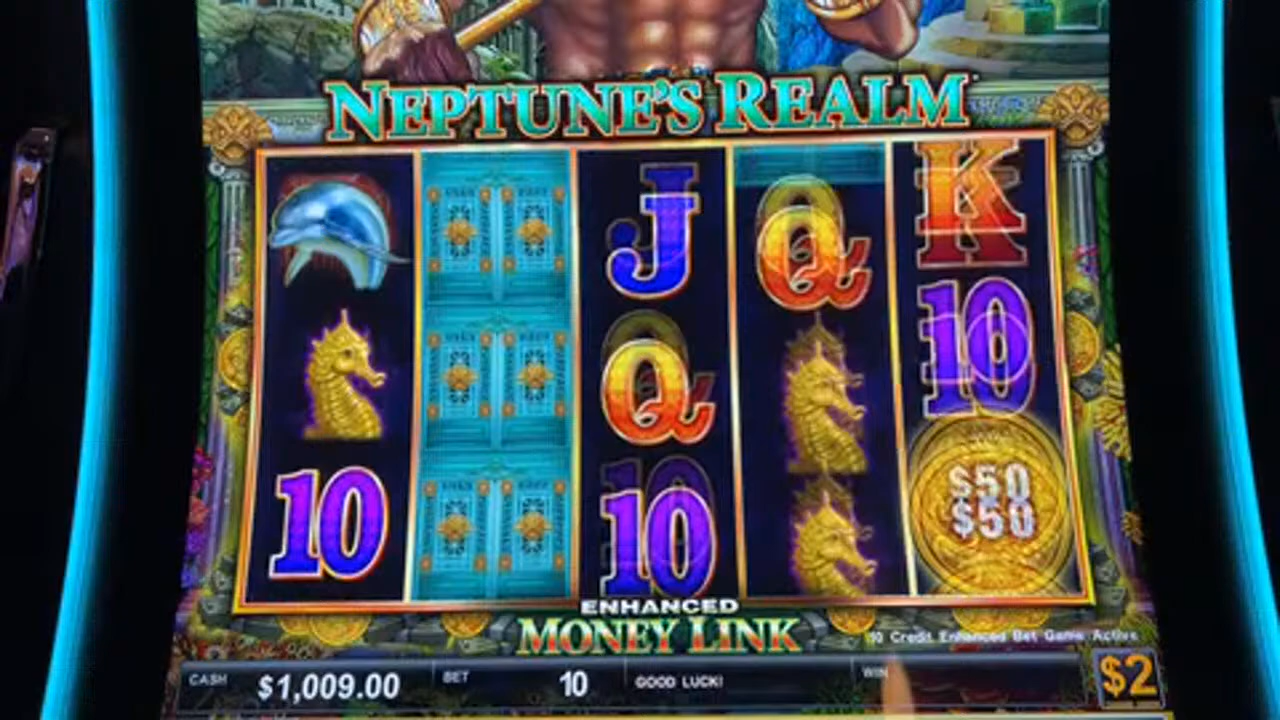 NEPTUNE'S REALM
J
Q
K
Q
10
10
10
$50
$50
ENHANCED
MONEY LINK
10 Credit Enhanced Bet Game Active
CASH $1,009.00 BET 10 GOOD LUCK! WIN $2